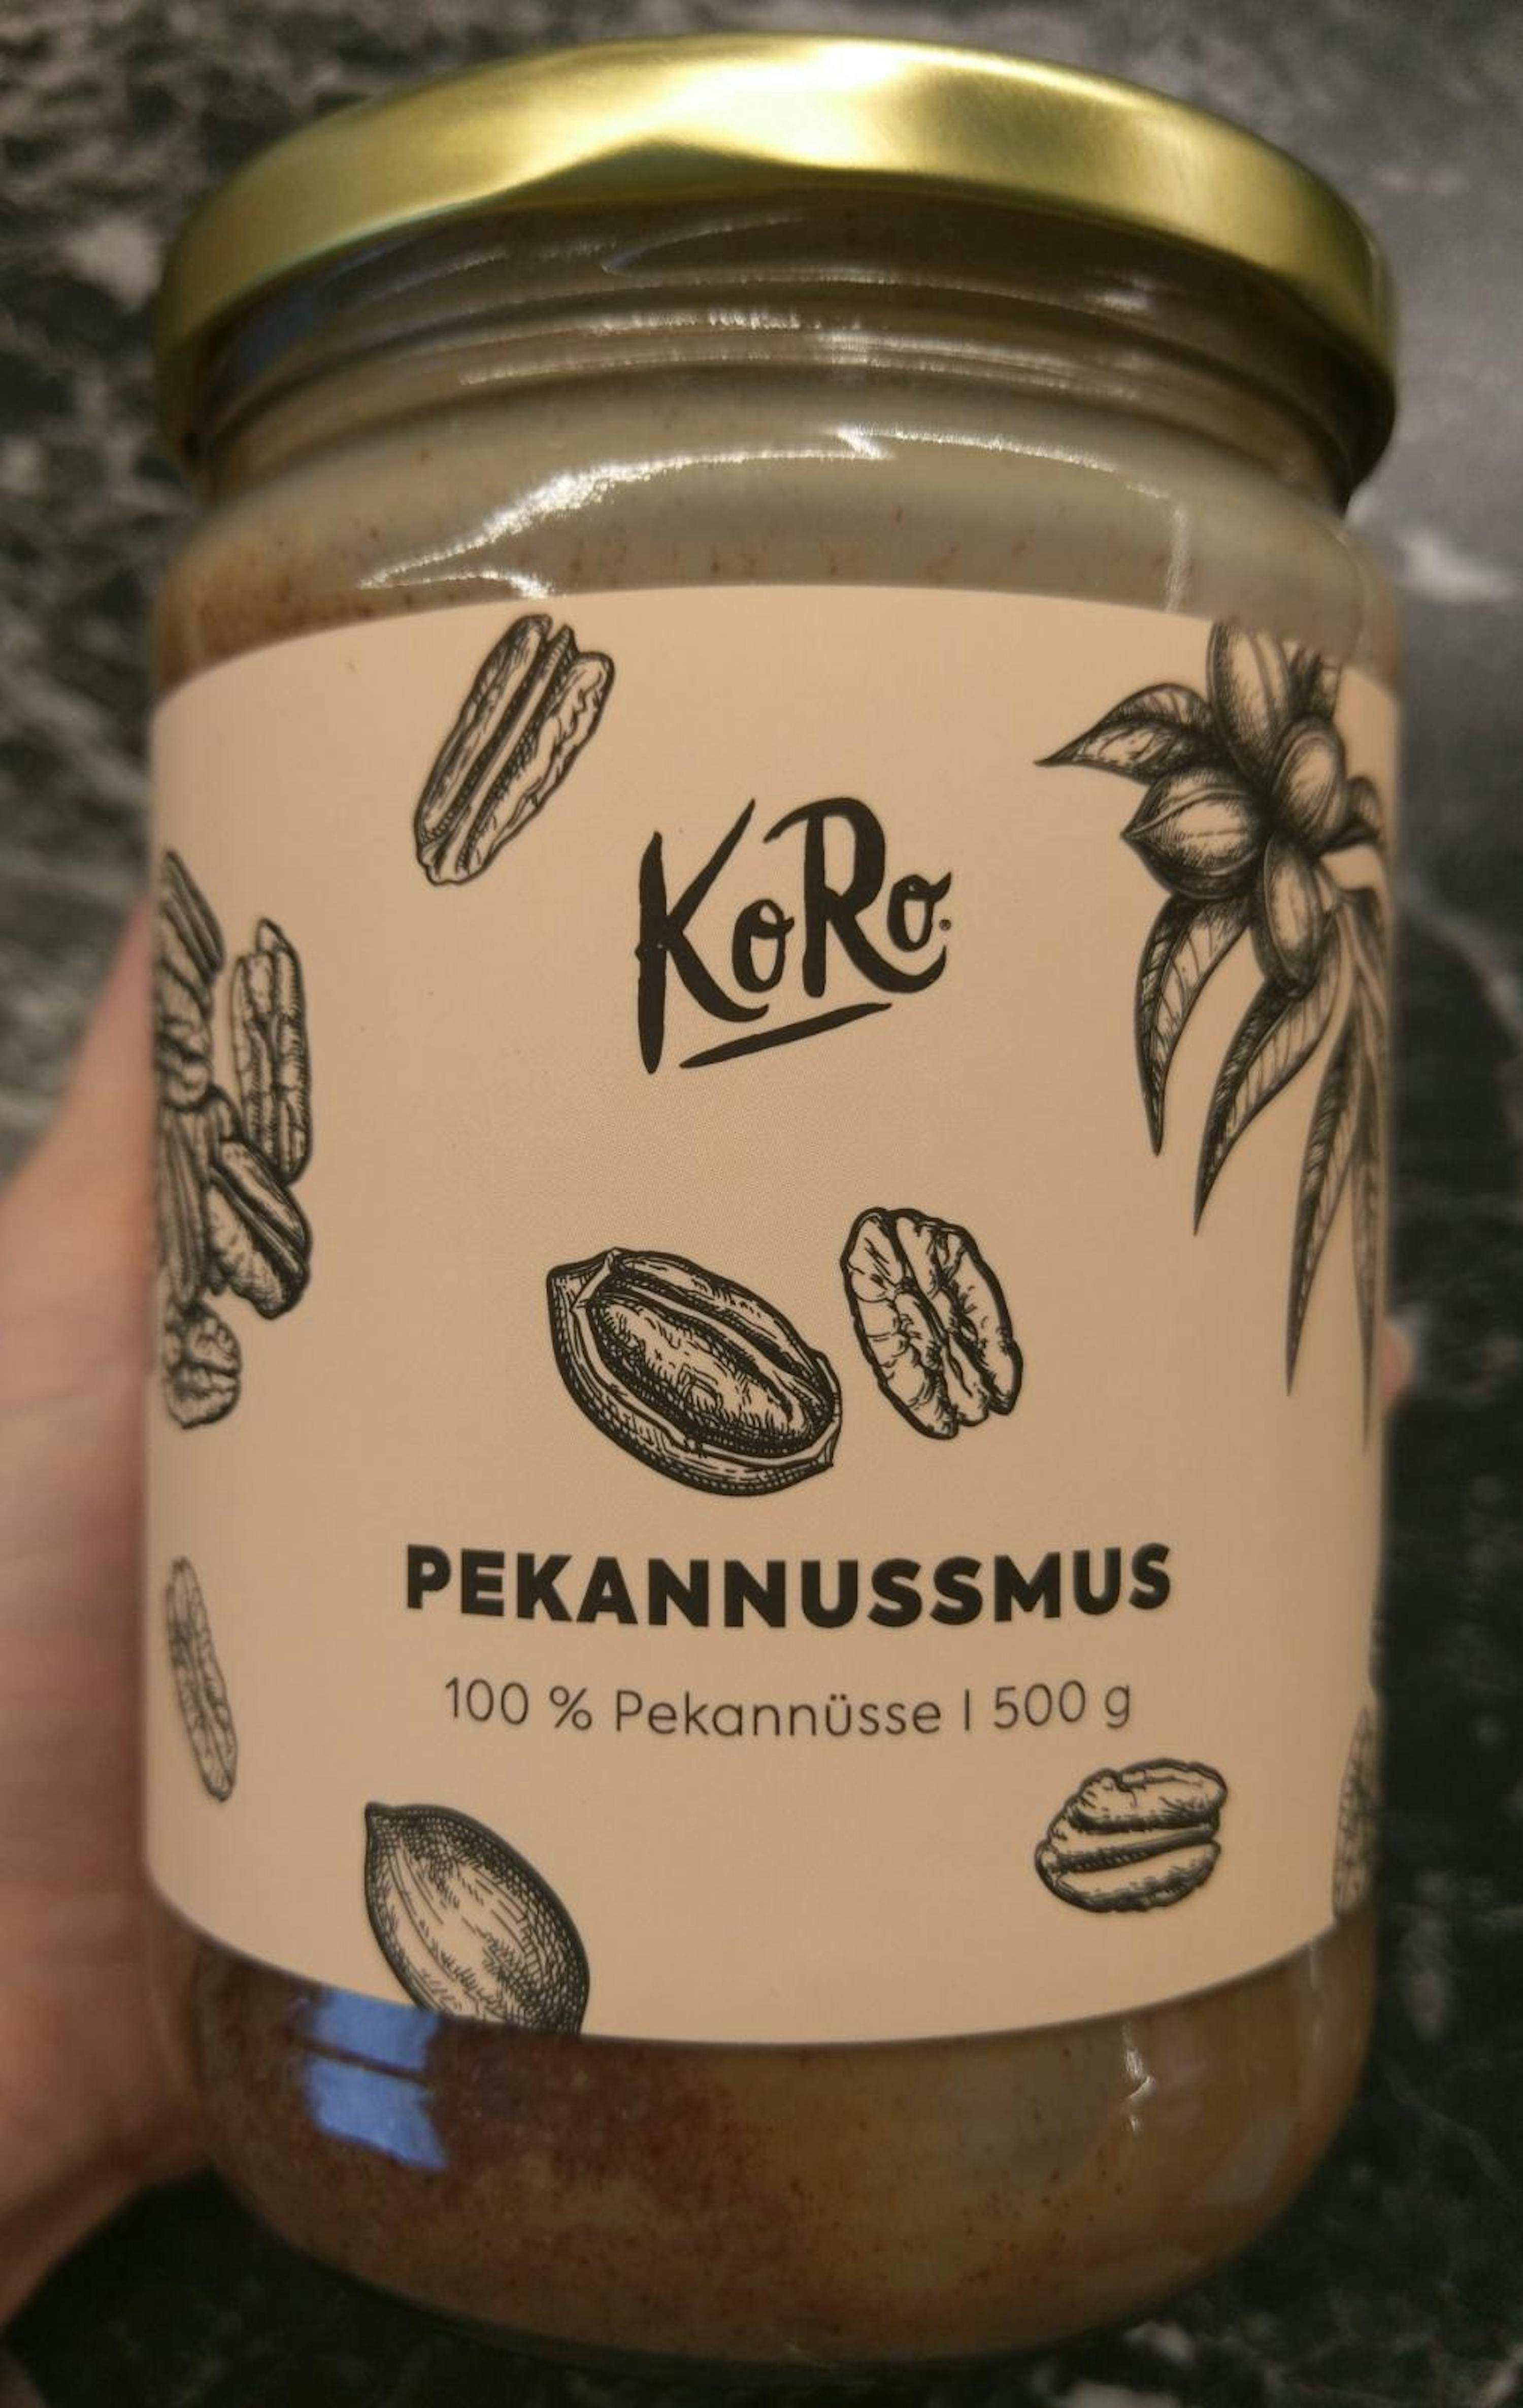 KoRo
PEKANNUSSMUS
100 % Pekannüsse | 500 g